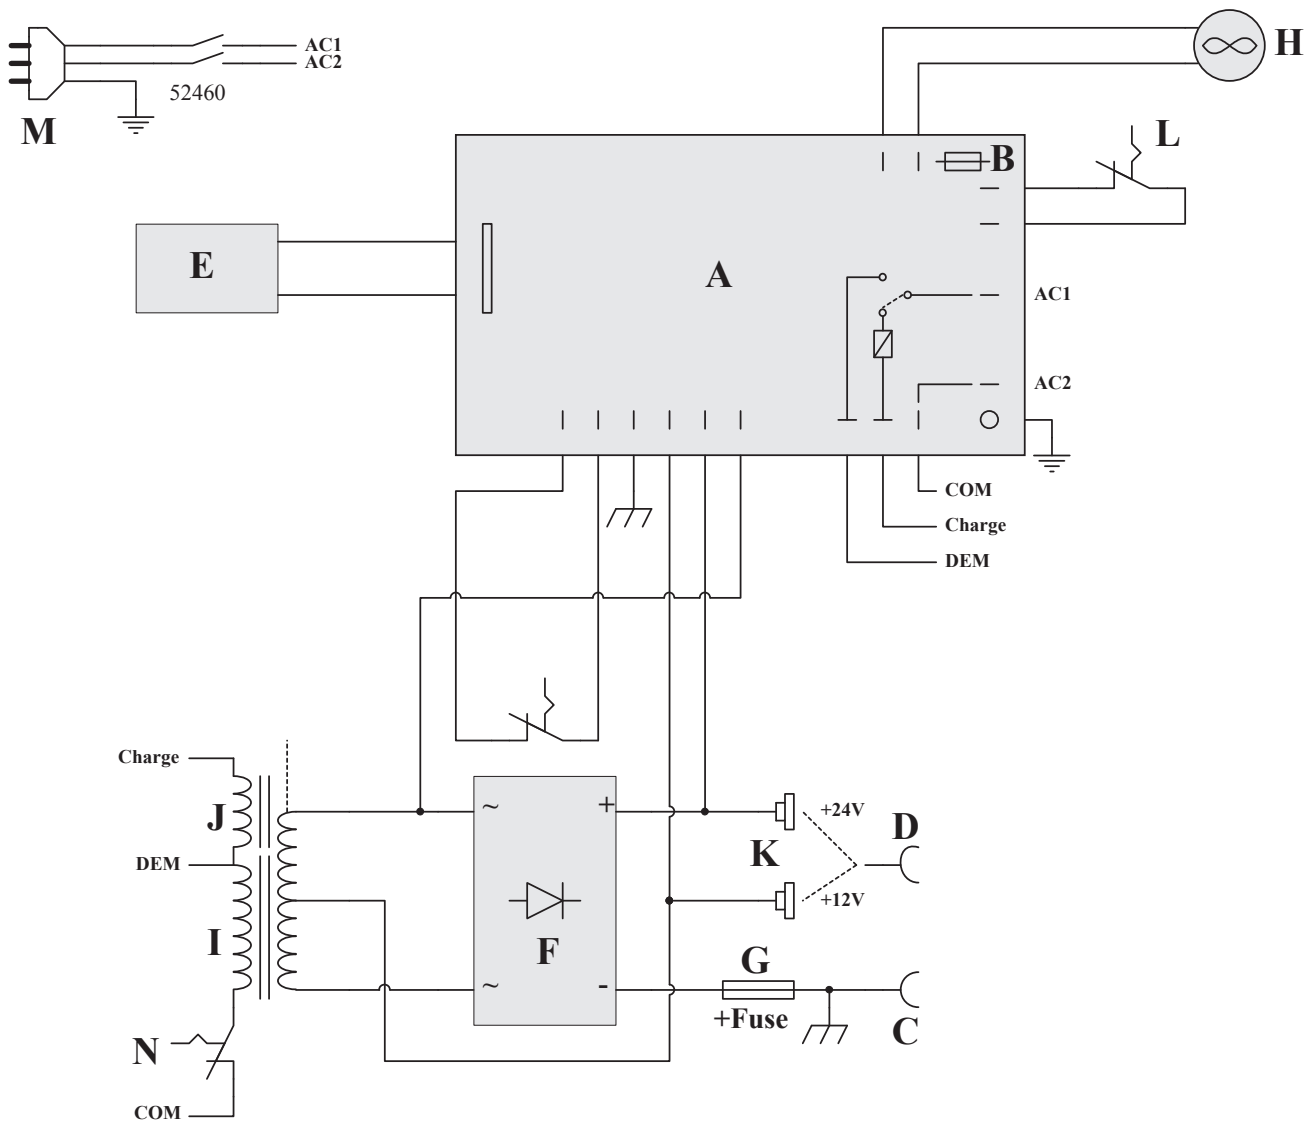 AC1
H
AC2
52460
M
L
B
E
A
AC1
AC2
COM
Charge
DEM
Charge
J
+
+24V
D
K
DEM
+12V
I
F
G
-
+Fuse
C
N
COM